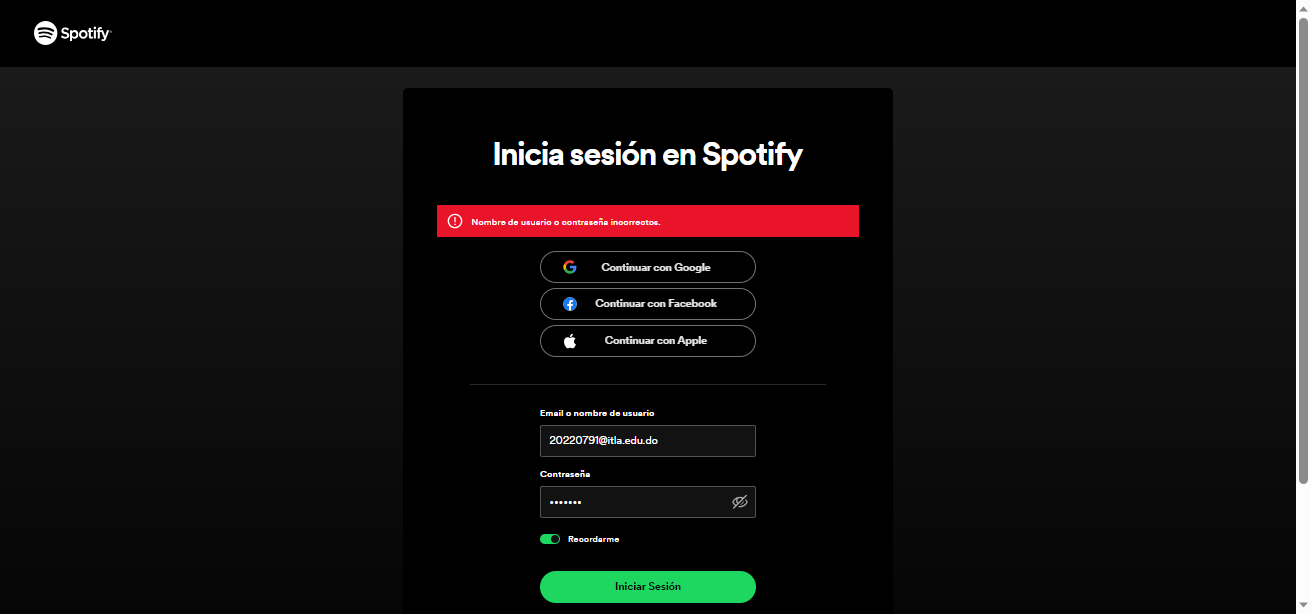 Spotify
Inicia sesión en Spotify
Nombre de usuario o contraseña incorrectos.
Continuar con Google
Continuar con Facebook
Continuar con Apple
Email o nombre de usuario
20220791@itla.edu.do
Contraseña
•••••••
Recordarme
Iniciar Sesión